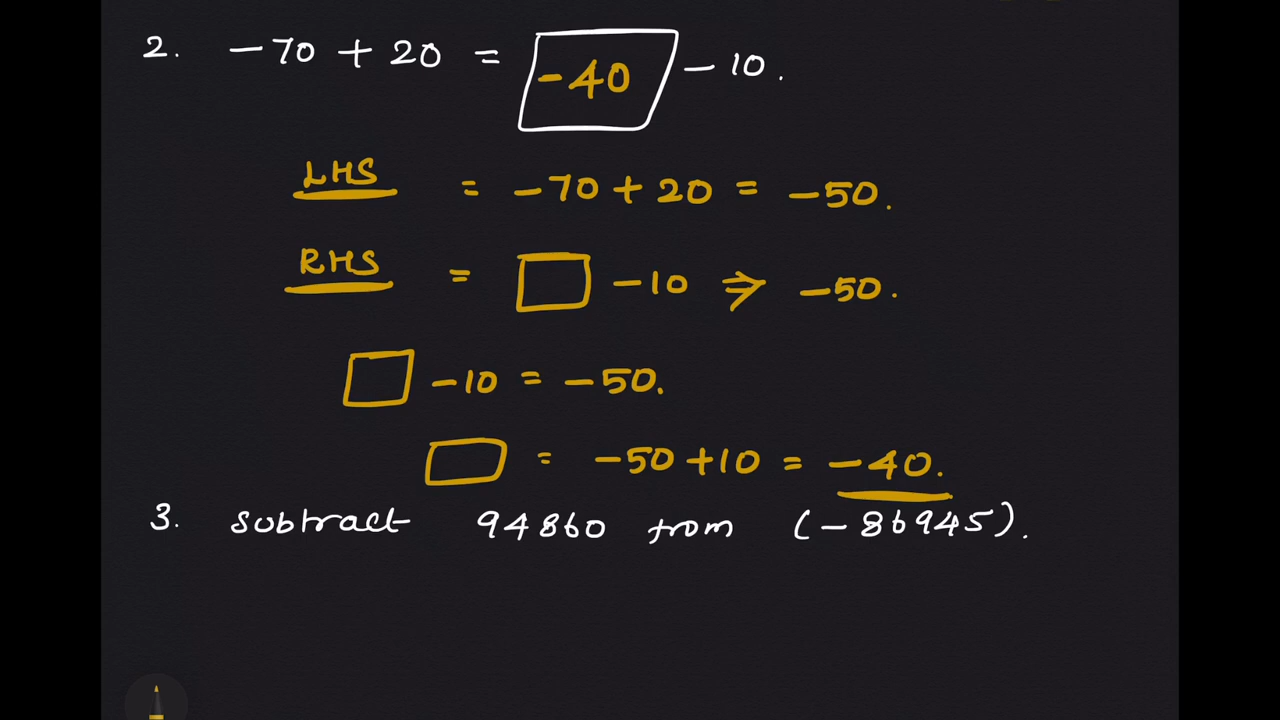 2. -70 + 20 = -40 - 10.
LHS = -70 + 20 = -50.
RHS = □ -10 ⇒ -50.
□ -10 = -50.
□ = -50 + 10 = -40.
3. subtract 94860 from (-86945).